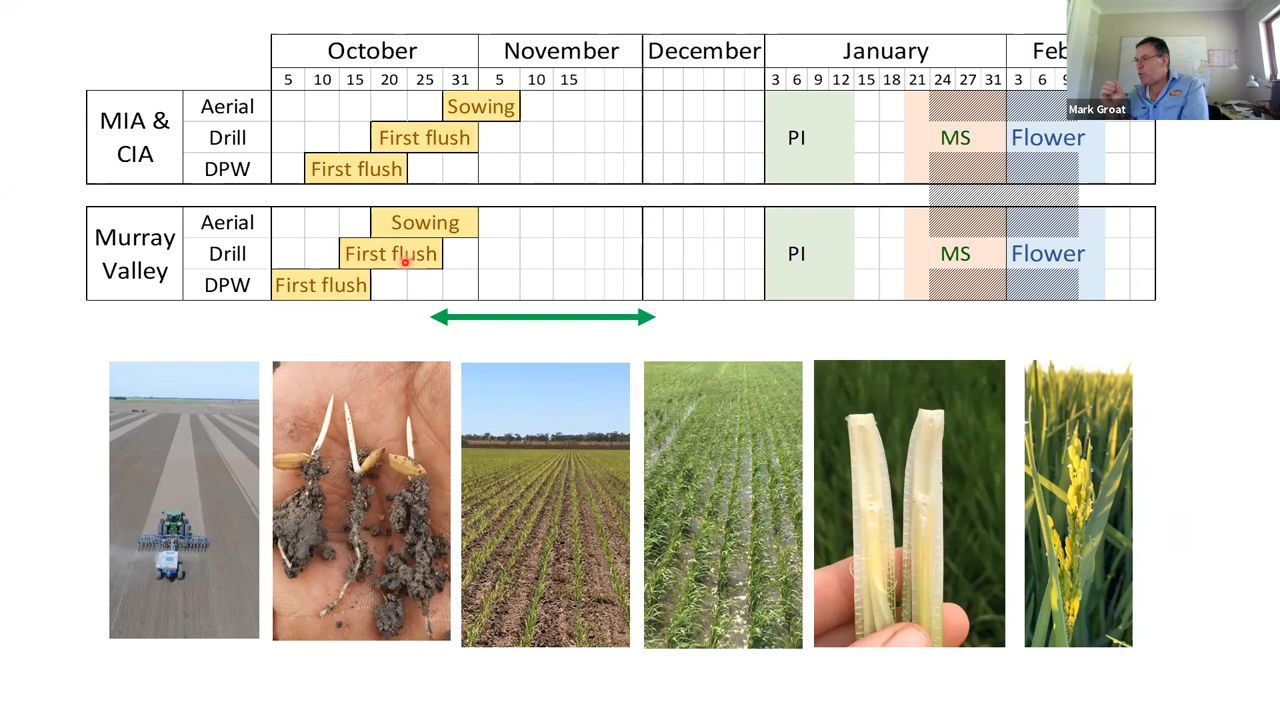 October November December January Feb
5 10 15 20 25 31 5 10 15 3 6 9 12 15 18 21 24 27 31 3 6
MIA & CIA
Aerial Sowing
Drill First flush PI MS Flower
DPW First flush
Murray Valley
Aerial Sowing
Drill First flush PI MS Flower
DPW First flush
Mark Groat